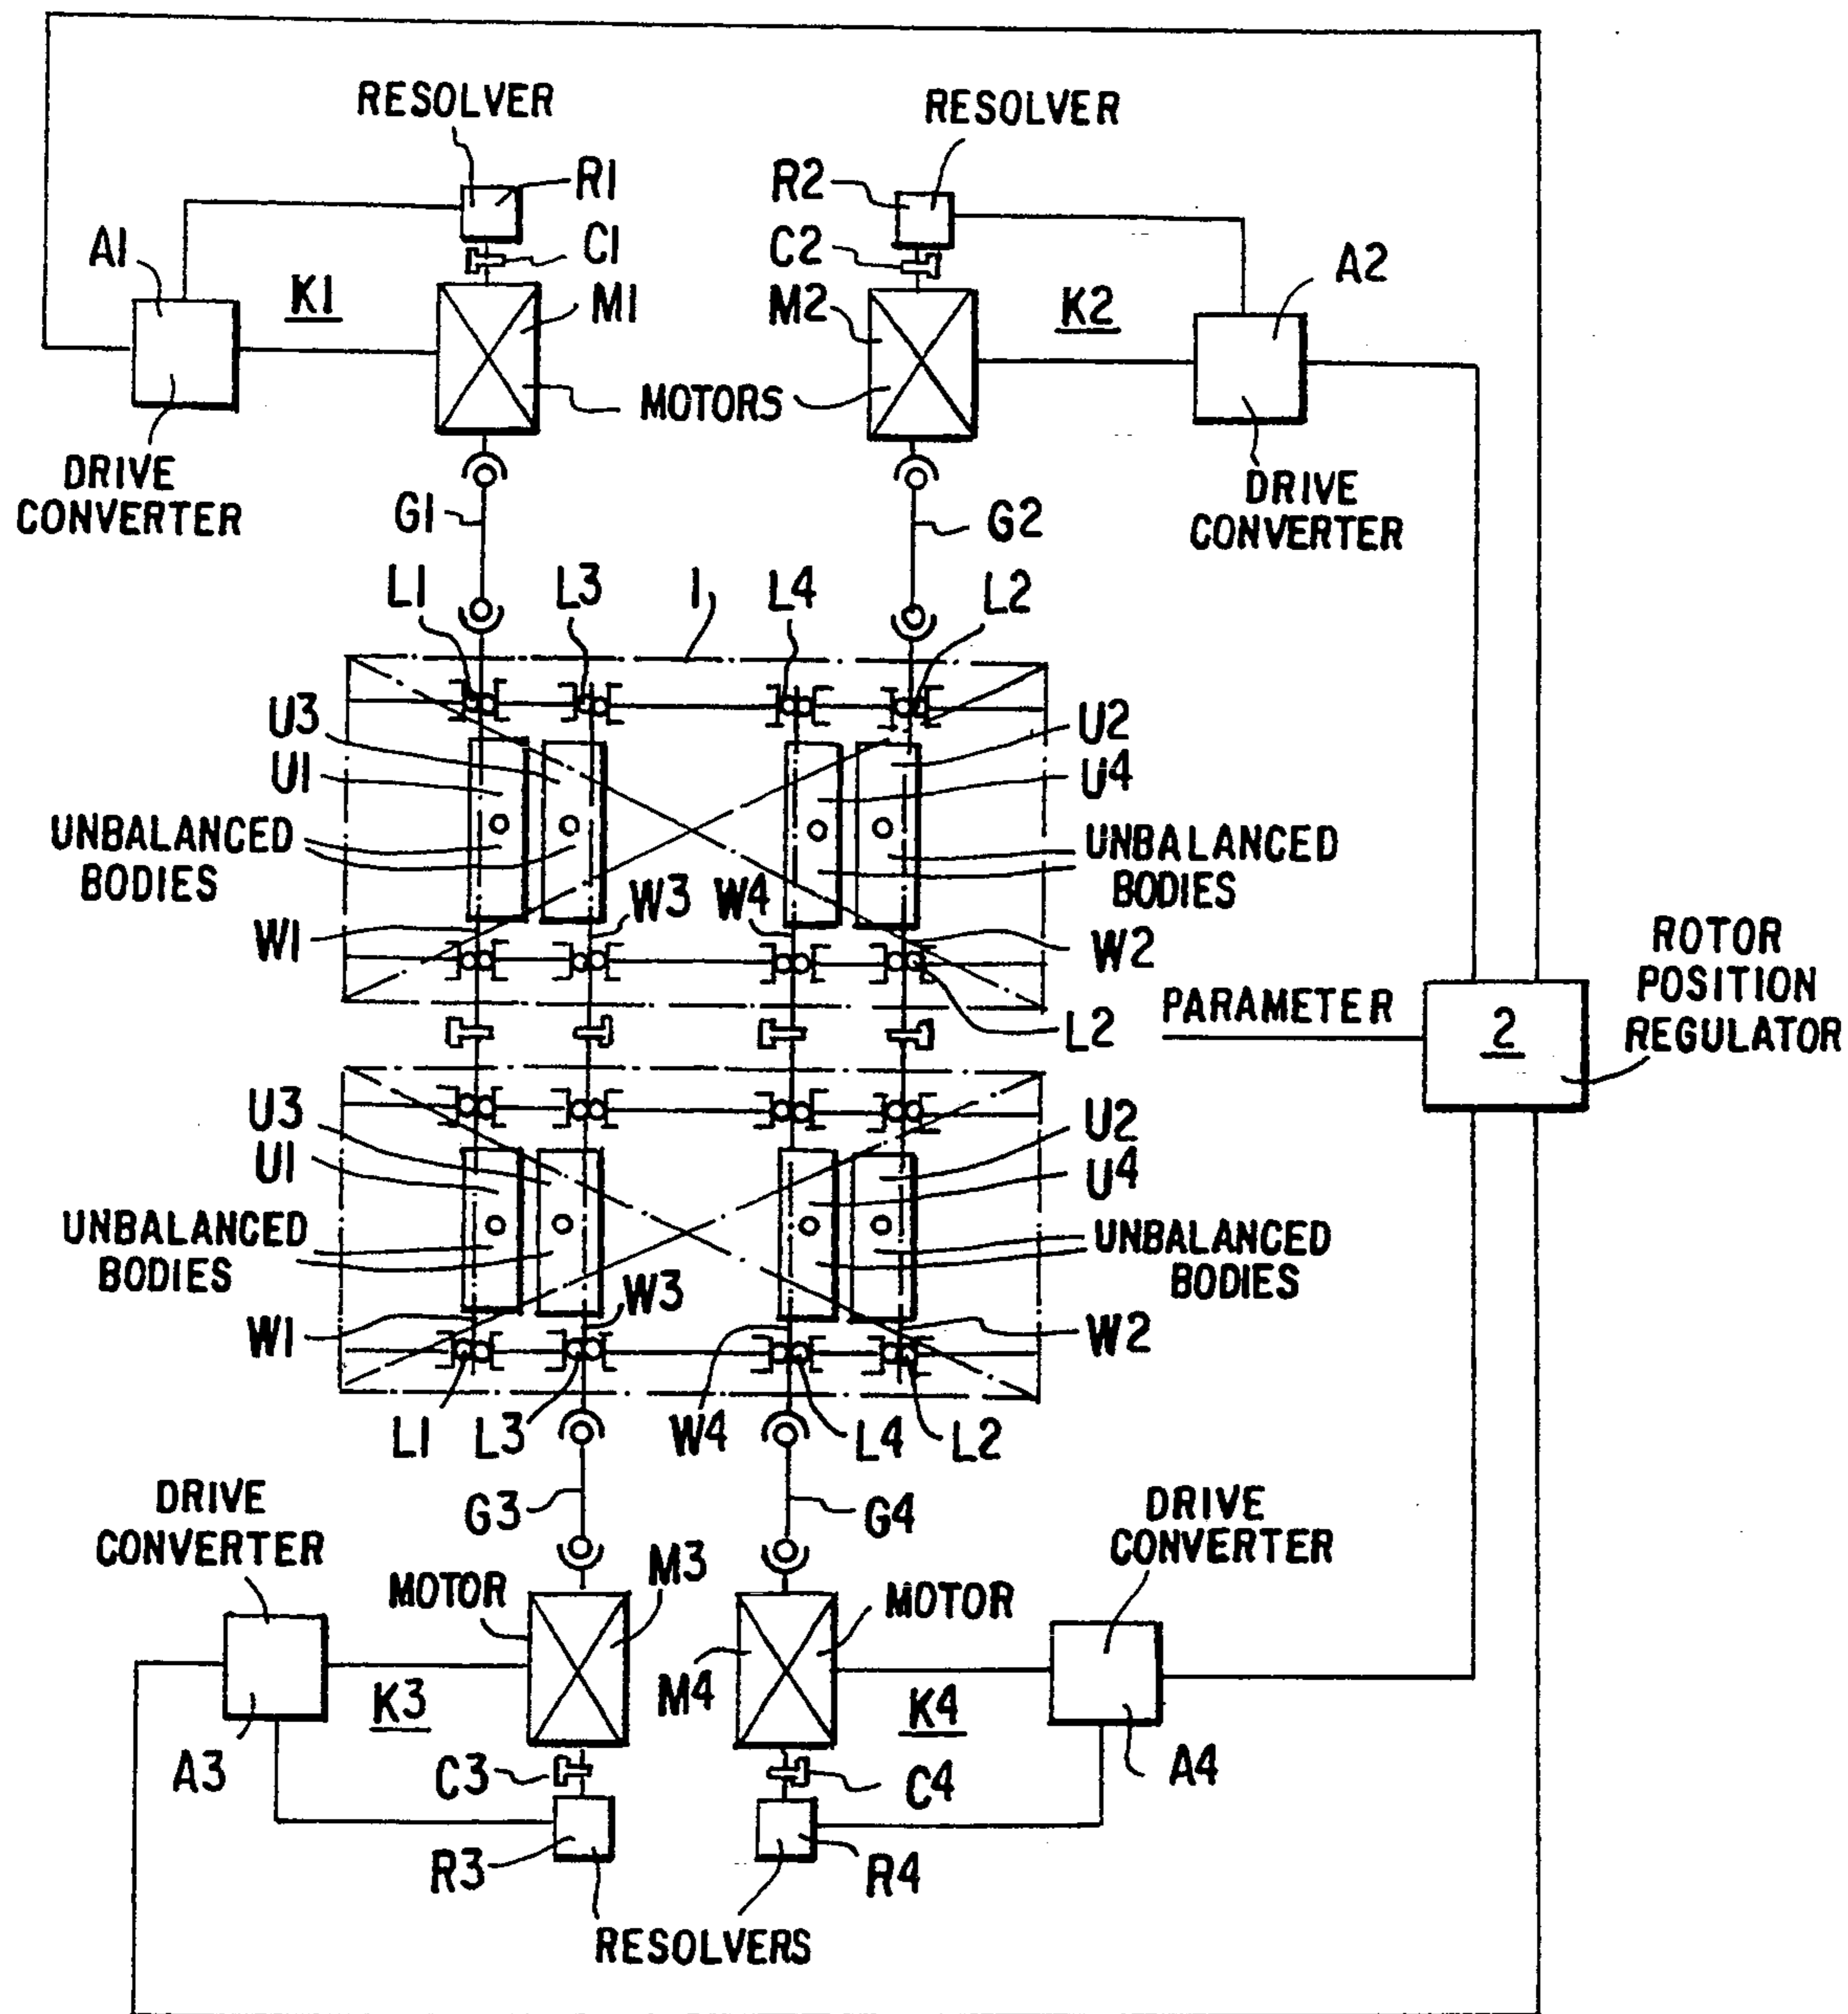 RESOLVER
RESOLVER
R1
R2
A1
C1
C2
A2
K1
M1
M2
K2
MOTORS
DRIVE
CONVERTER
DRIVE
CONVERTER
G1
G2
L1
L3
1
L4
L2
U3
U2
U1
U4
UNBALANCED
BODIES
UNBALANCED
BODIES
W1
W3
W4
W2
ROTOR
POSITION
REGULATOR
PARAMETER
2
L2
U3
U2
U1
U4
UNBALANCED
BODIES
UNBALANCED
BODIES
W1
W3
W2
L1
L3
W4
L4
L2
DRIVE
CONVERTER
G3
G4
DRIVE
CONVERTER
MOTOR
M3
MOTOR
K3
M4
K4
A3
C3
C4
A4
R3
R4
RESOLVERS